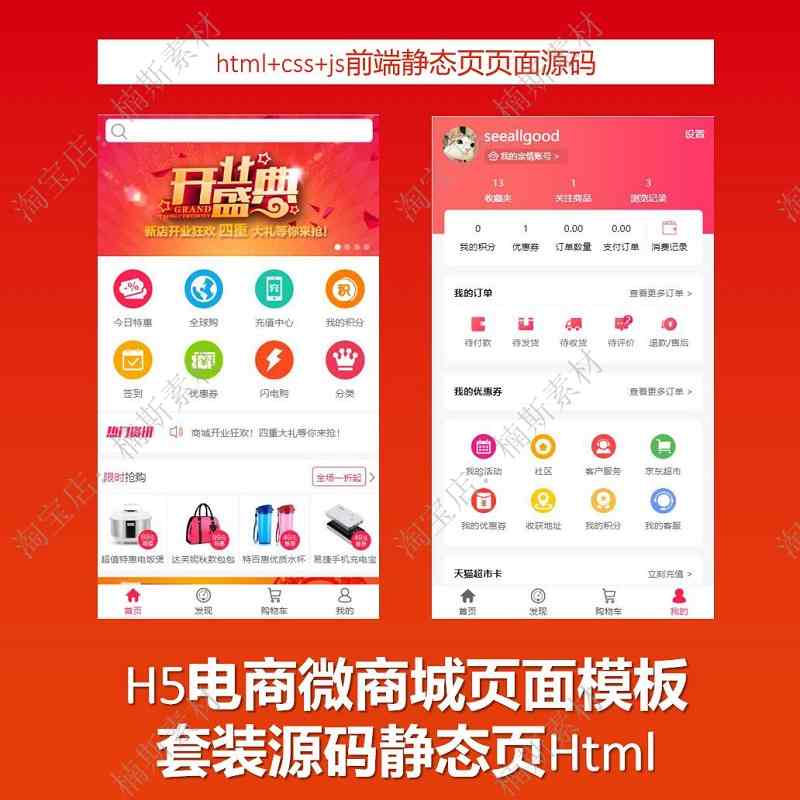 html+css+js前端静态页页面源码
开业
盛典
GRAND
新店开业狂欢 四重 大礼等你来抢!
今日特惠 全球购 充值中心 我的积分
签到 优惠券 闪电购 分类
热门资讯 商城开业狂欢!四重大礼等你来抢!
限时抢购 全场一折起 >
超值特惠电饭煲 达芙妮秋款包包 特百惠优质水杯 易捷手机充电宝
首页 发现 购物车 我的
seeallgood 设置
我的亲情账号 >
13 1 3
收藏夹 关注商品 浏览记录
0 1 0.00 0.00
我的积分 优惠券 订单数量 支付订单 消费记录
我的订单 查看更多订单 >
待付款 待发货 待收货 待评价 退款/售后
我的优惠券 查看更多订单 >
我的活动 社区 客户服务 京东超市
我的优惠券 收获地址 我的积分 我的客服
天猫超市卡 立刻充值 >
首页 发现 购物车 我的
H5电商微商城页面模板
套装源码静态页Html
淘宝店:楠斯素材